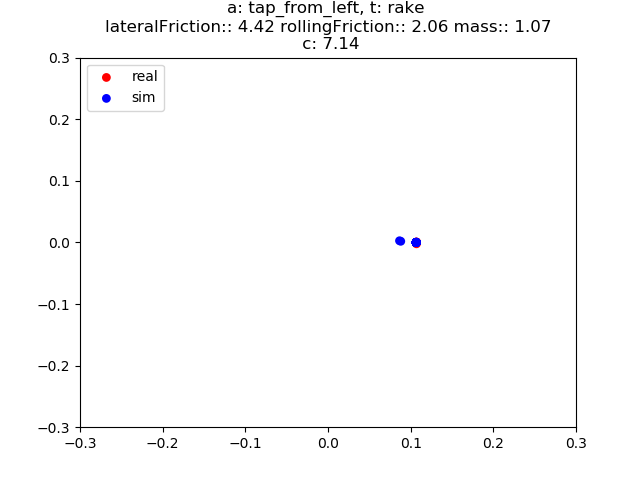 a: tap_from_left, t: rake
lateralFriction:: 4.42 rollingFriction:: 2.06 mass:: 1.07
c: 7.14
real
sim
0.3
0.2
0.1
0.0
−0.1
−0.2
−0.3
−0.3
−0.2
−0.1
0.0
0.1
0.2
0.3